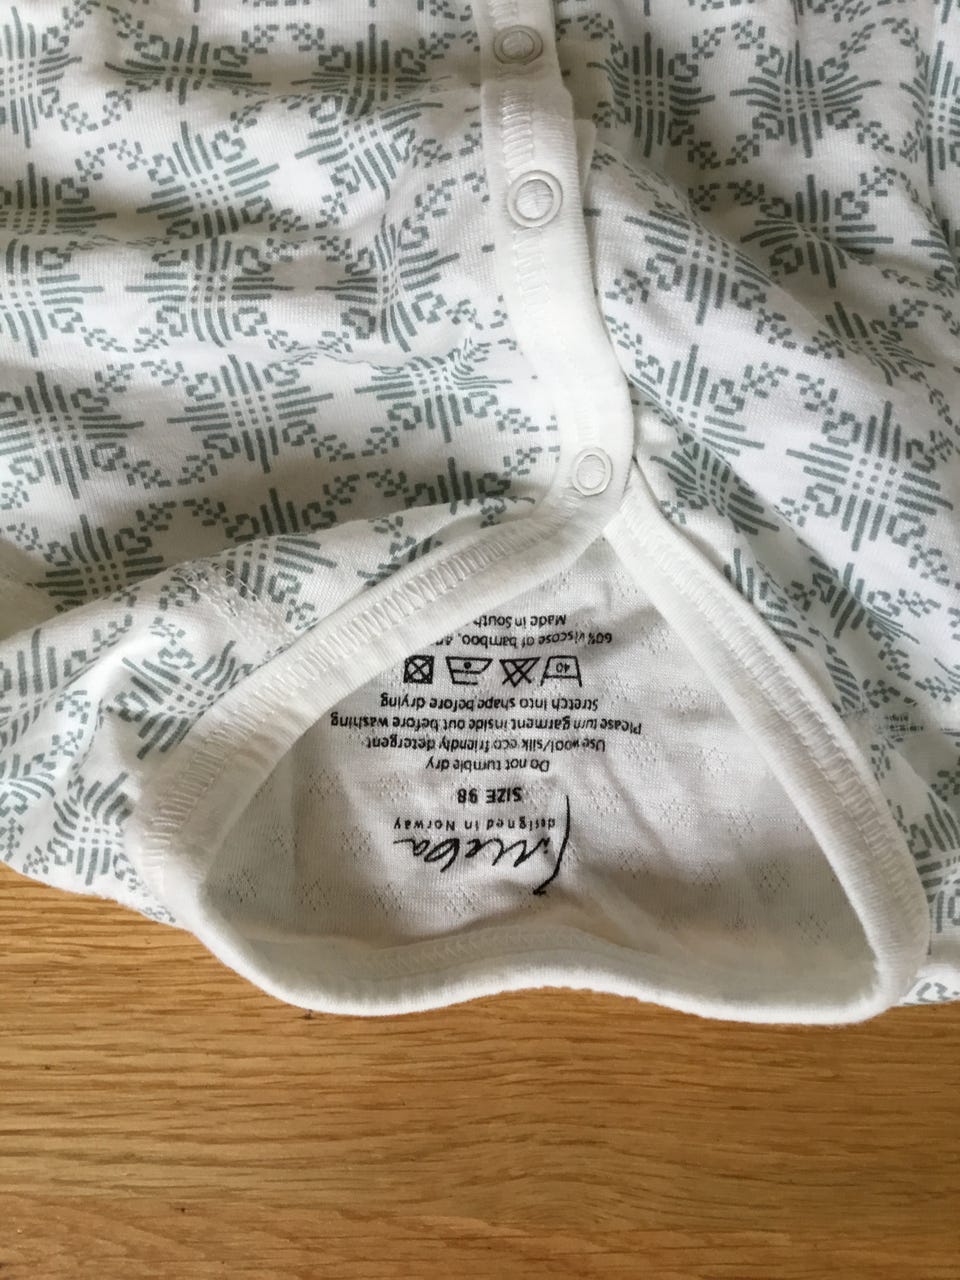 designed in Norway
SIZE 98
Do not tumble dry
Use wool/silk eco friendly detergent
Please turn garment inside out before washing
Stretch into shape before drying
40
60% viscose of bamboo,
Made in South